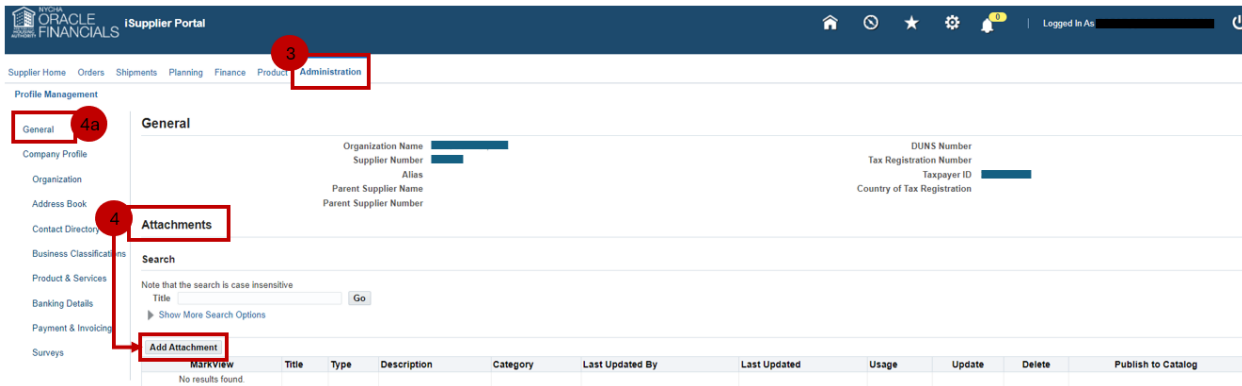 NYCHA
ORACLE
FINANCIALS
iSupplier Portal
0
Logged In As
3
Supplier Home Orders Shipments Planning Finance Product Administration
Profile Management
4a
General
Company Profile
Organization
Address Book
Contact Directory
Business Classifications
Product & Services
Banking Details
Payment & Invoicing
Surveys
General
Organization Name
Supplier Number
Alias
Parent Supplier Name
Parent Supplier Number
DUNS Number
Tax Registration Number
Taxpayer ID
Country of Tax Registration
4
Attachments
Search
Note that the search is case insensitive
Title Go
Show More Search Options
Add Attachment
MarkView Title Type Description Category Last Updated By Last Updated Usage Update Delete Publish to Catalog
No results found.